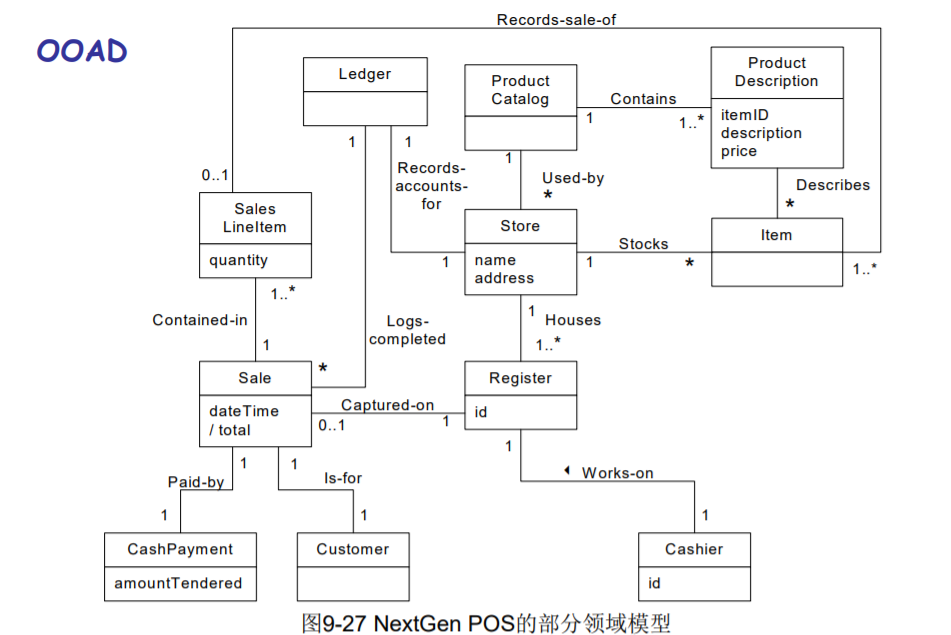 Records-sale-of
OOAD
Ledger
Product
Catalog
Product
Description
itemID
description
price
Contains
1
1..*
1
1
1
Records-
accounts-
for
Used-by
*
Describes
*
0..1
Sales
LineItem
quantity
Store
name
address
Stocks
1
1
*
Item
1..*
1..*
Contained-in
1
Logs-
completed
1
Houses
1..*
*
Sale
dateTime
/ total
Captured-on
0..1
1
Register
id
1
1
1
Paid-by
Is-for
Works-on
1
1
1
CashPayment
amountTendered
Customer
Cashier
id
图9-27 NextGen POS的部分领域模型